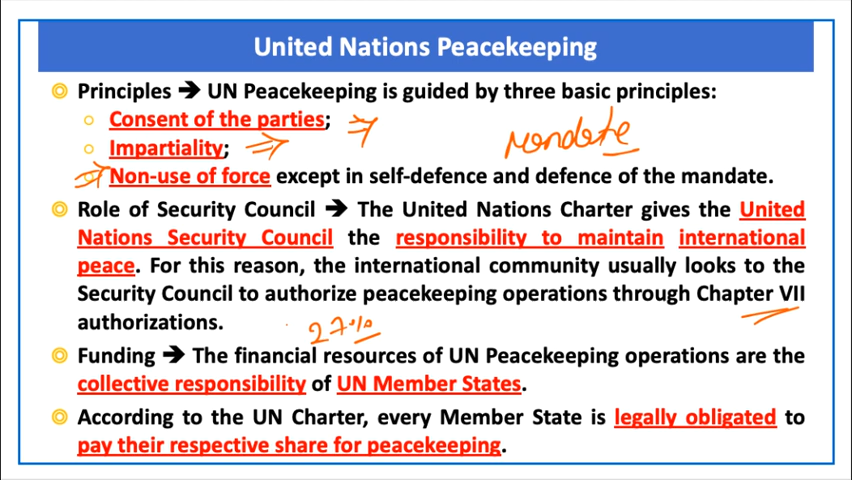 United Nations Peacekeeping
Principles ➔ UN Peacekeeping is guided by three basic principles:
Consent of the parties;
Mandate
Impartiality;
Non-use of force except in self-defence and defence of the mandate.
Role of Security Council ➔ The United Nations Charter gives the United
Nations Security Council the responsibility to maintain international
peace. For this reason, the international community usually looks to the
Security Council to authorize peacekeeping operations through Chapter VII
authorizations.
27%
Funding ➔ The financial resources of UN Peacekeeping operations are the
collective responsibility of UN Member States.
According to the UN Charter, every Member State is legally obligated to
pay their respective share for peacekeeping.